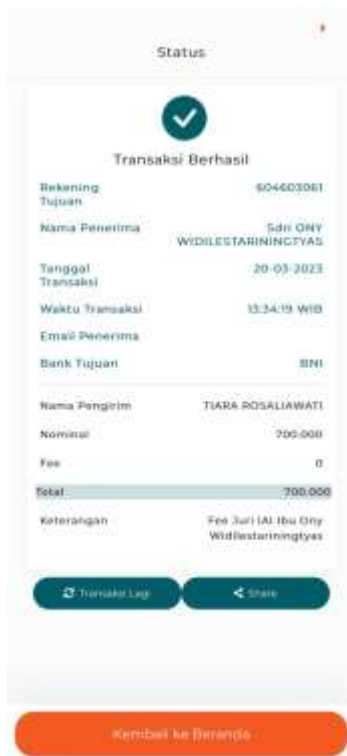 Status
Transaksi Berhasil
Rekening Tujuan 604603061
Nama Penerima Sdri ONY
WIDILESTARININGTYAS
Tanggal Transaksi 20-03-2023
Waktu Transaksi 13:34:19 WIB
Email Penerima
Bank Tujuan BNI
Nama Pengirim TIARA ROSALIAWATI
Nominal 700.000
Fee 0
Total 700.000
Keterangan Fee Juri IAI Ibu Ony
Widilestariningtyas
Transaksi Lagi
Share
Kembali ke Beranda